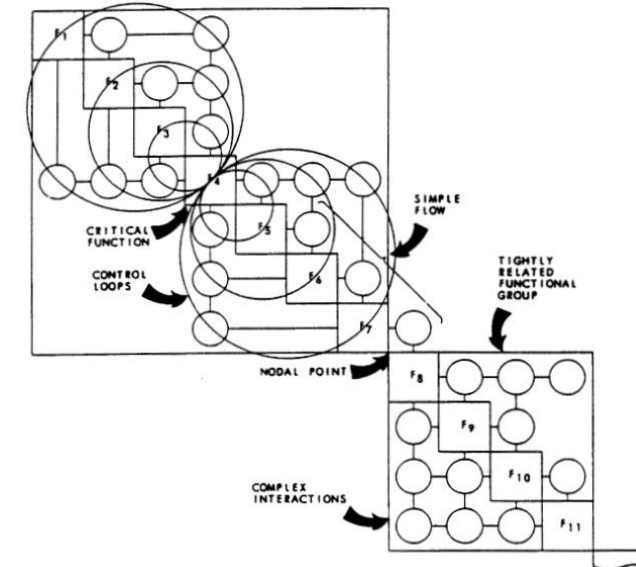 F1
F2
F3
F4
F5
F6
F7
F8
F9
F10
F11
CRITICAL
FUNCTION
CONTROL
LOOPS
SIMPLE
FLOW
TIGHTLY
RELATED
FUNCTIONAL
GROUP
NODAL POINT
COMPLEX
INTERACTIONS